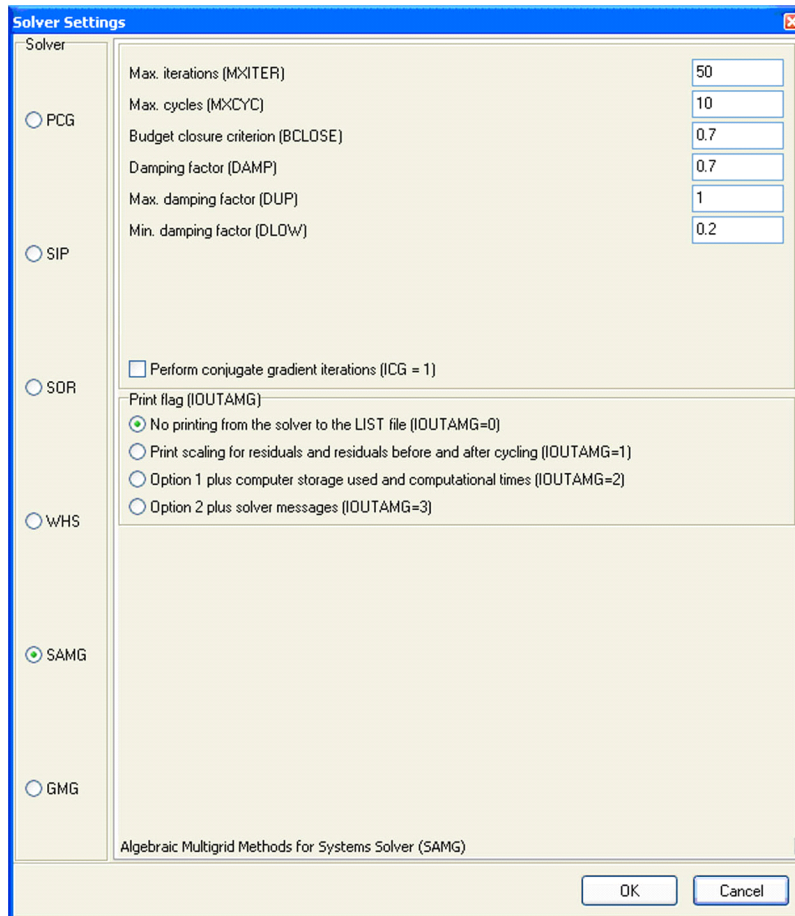 Solver Settings
Solver
PCG
SIP
SOR
WHS
SAMG
GMG
Max. iterations (MXITER)
50
Max. cycles (MXCYC)
10
Budget closure criterion (BCLOSE)
0.7
Damping factor (DAMP)
0.7
Max. damping factor (DUP)
1
Min. damping factor (DLOW)
0.2
Perform conjugate gradient iterations (ICG = 1)
Print flag (IOUTAMG)
No printing from the solver to the LIST file (IOUTAMG=0)
Print scaling for residuals and residuals before and after cycling (IOUTAMG=1)
Option 1 plus computer storage used and computational times (IOUTAMG=2)
Option 2 plus solver messages (IOUTAMG=3)
Algebraic Multigrid Methods for Systems Solver (SAMG)
OK
Cancel